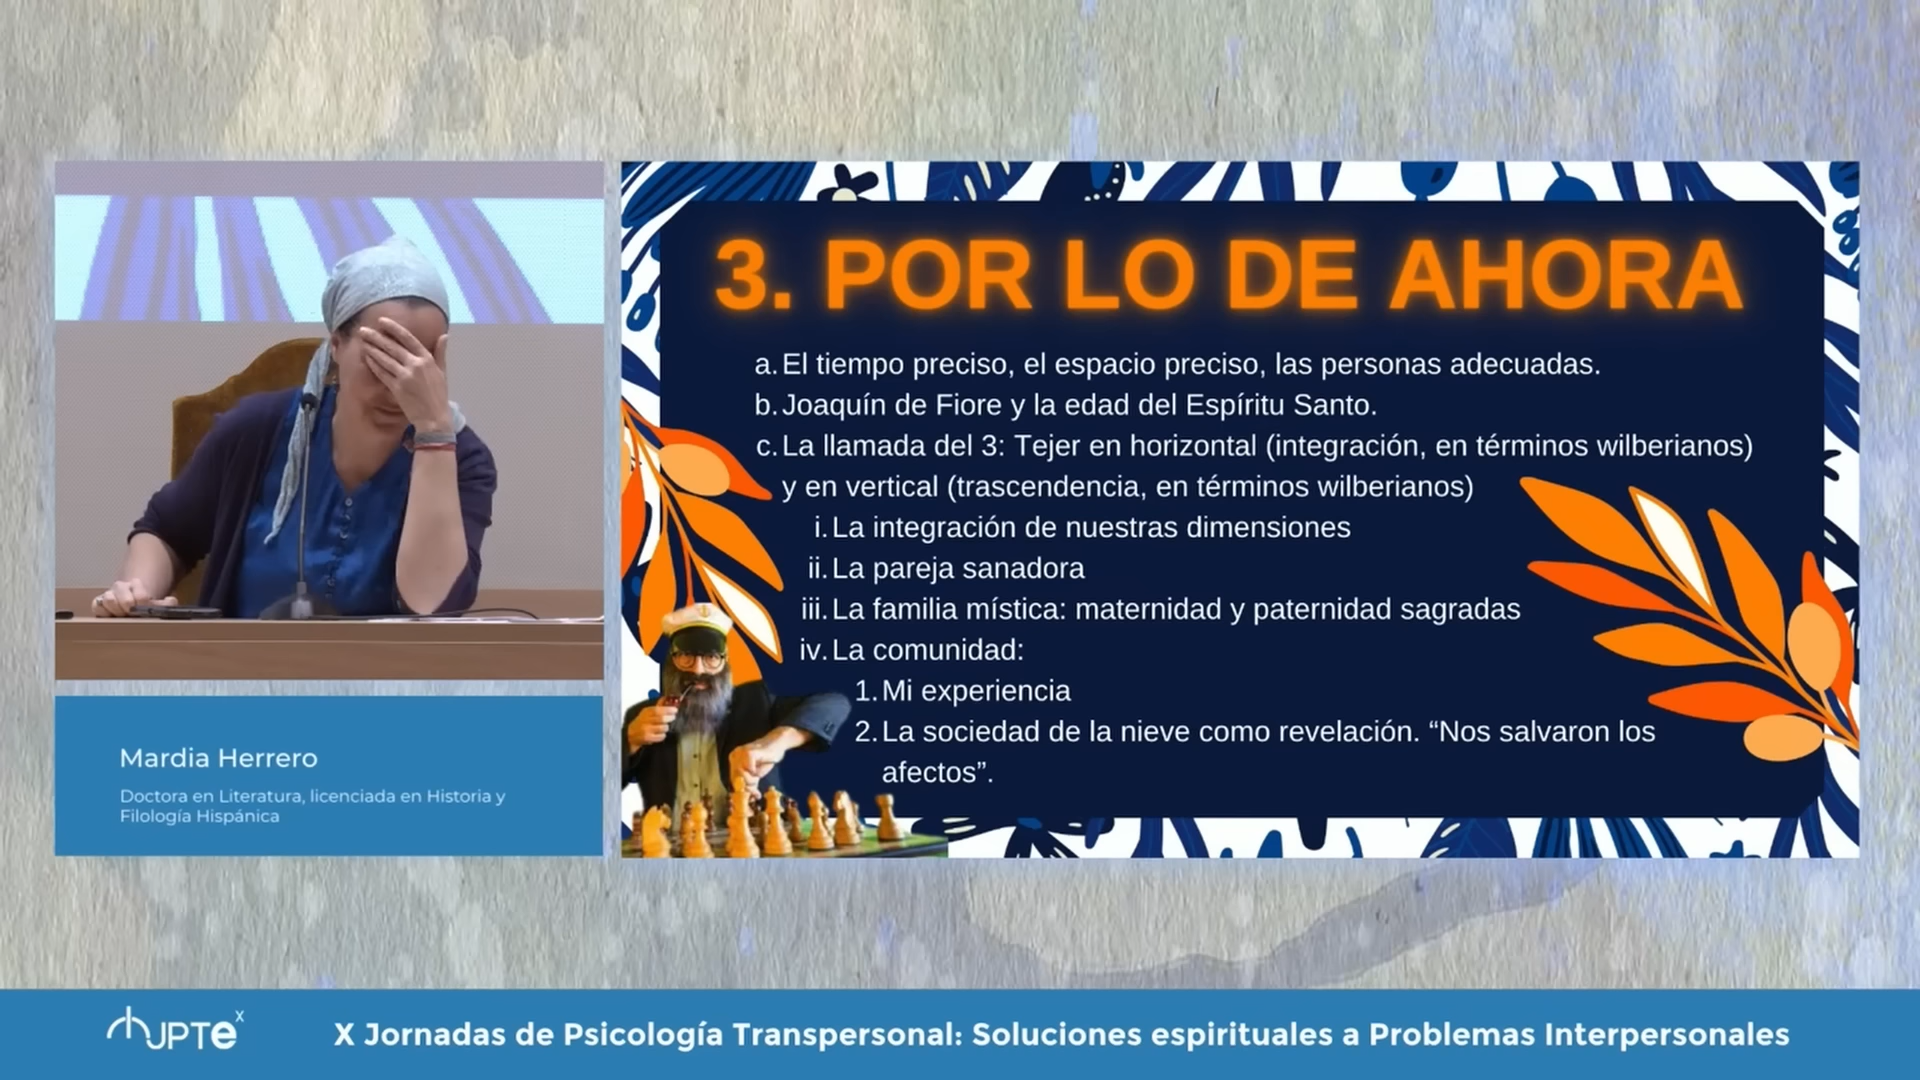 3. POR LO DE AHORA
a. El tiempo preciso, el espacio preciso, las personas adecuadas.
b. Joaquín de Fiore y la edad del Espíritu Santo.
c. La llamada del 3: Tejer en horizontal (integración, en términos wilberianos)
y en vertical (trascendencia, en términos wilberianos)
i. La integración de nuestras dimensiones
ii. La pareja sanadora
iii. La familia mística: maternidad y paternidad sagradas
iv. La comunidad:
1. Mi experiencia
2. La sociedad de la nieve como revelación. “Nos salvaron los
afectos”.
Mardia Herrero
Doctora en Literatura, licenciada en Historia y
Filología Hispánica
JPTe x
X Jornadas de Psicología Transpersonal: Soluciones espirituales a Problemas Interpersonales